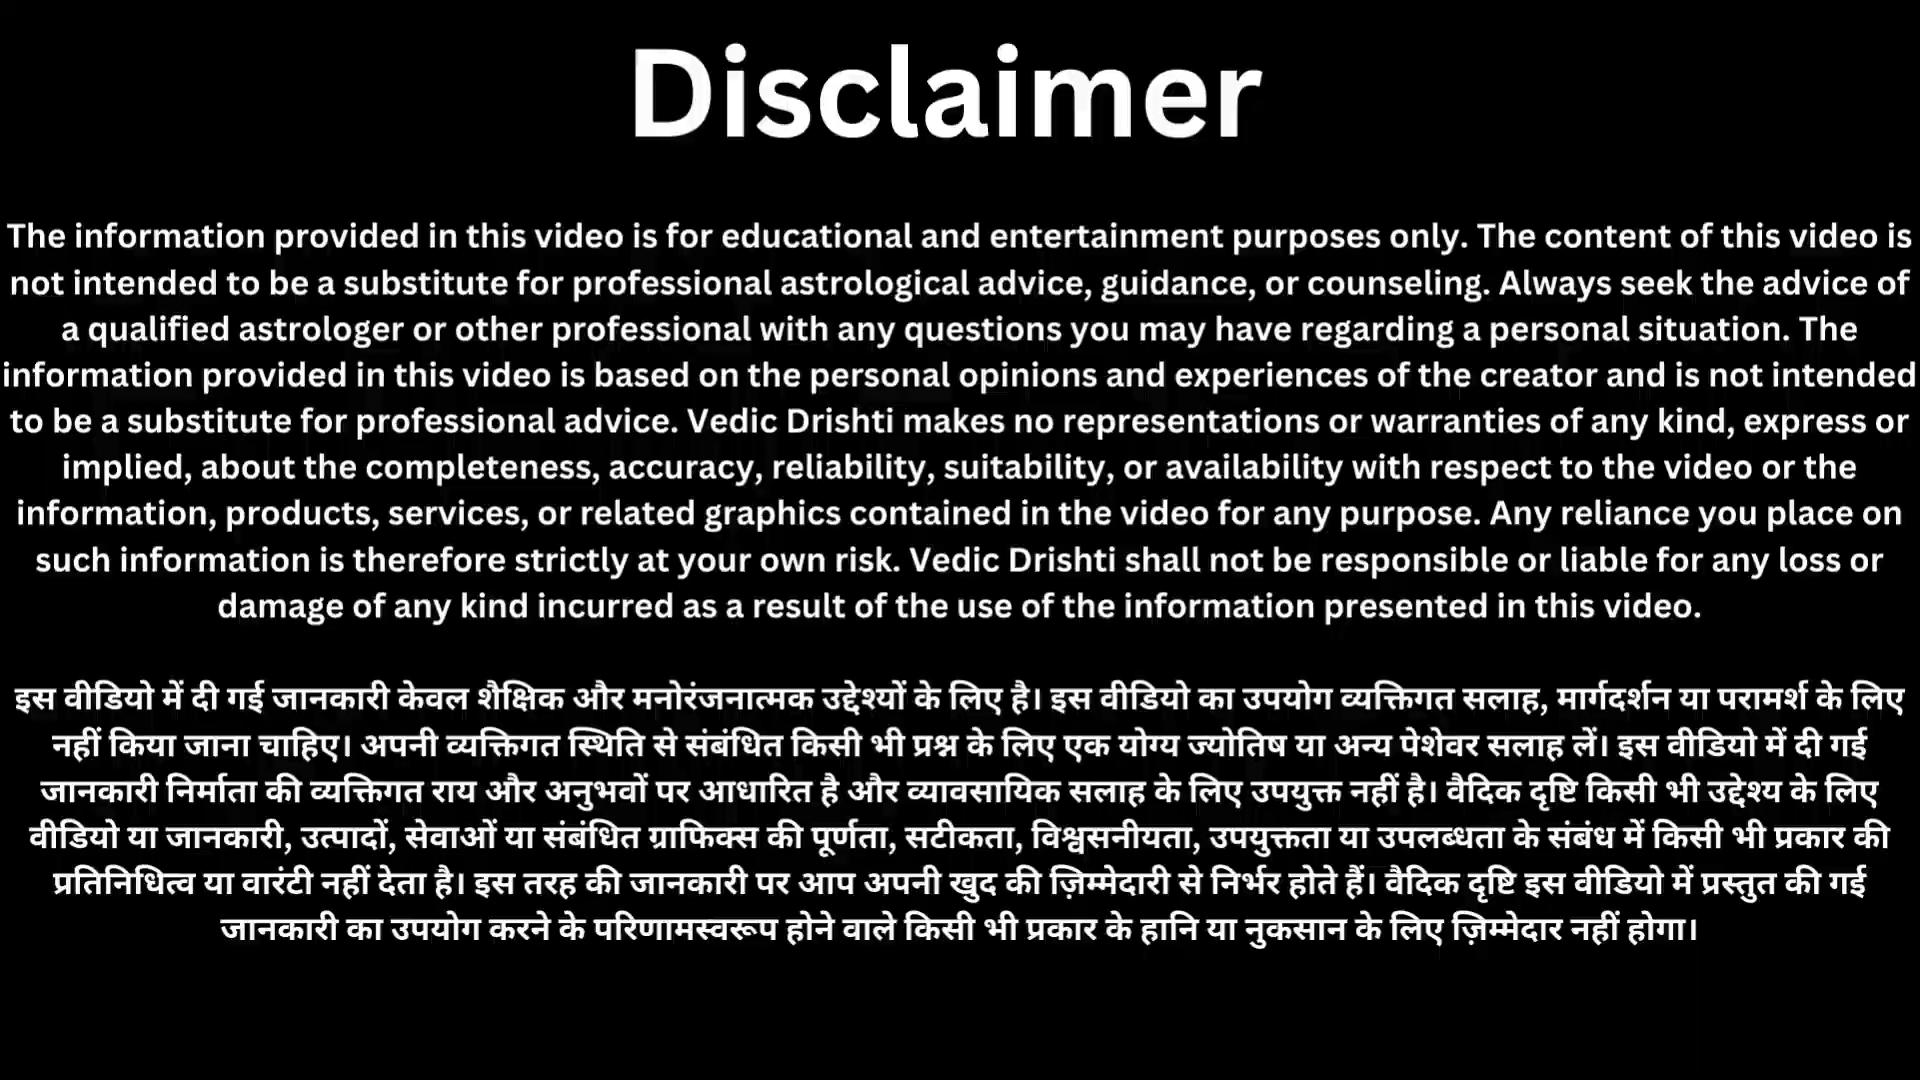 Disclaimer
The information provided in this video is for educational and entertainment purposes only. The content of this video is
not intended to be a substitute for professional astrological advice, guidance, or counseling. Always seek the advice of
a qualified astrologer or other professional with any questions you may have regarding a personal situation. The
information provided in this video is based on the personal opinions and experiences of the creator and is not intended
to be a substitute for professional advice. Vedic Drishti makes no representations or warranties of any kind, express or
implied, about the completeness, accuracy, reliability, suitability, or availability with respect to the video or the
information, products, services, or related graphics contained in the video for any purpose. Any reliance you place on
such information is therefore strictly at your own risk. Vedic Drishti shall not be responsible or liable for any loss or
damage of any kind incurred as a result of the use of the information presented in this video.
इस वीडियो में दी गई जानकारी केवल शैक्षिक और मनोरंजनात्मक उद्देश्यों के लिए है। इस वीडियो का उपयोग व्यक्तिगत सलाह, मार्गदर्शन या परामर्श के लिए
नहीं किया जाना चाहिए। अपनी व्यक्तिगत स्थिति से संबंधित किसी भी प्रश्न के लिए एक योग्य ज्योतिष या अन्य पेशेवर सलाह लें। इस वीडियो में दी गई
जानकारी निर्माता की व्यक्तिगत राय और अनुभवों पर आधारित है और व्यावसायिक सलाह के लिए उपयुक्त नहीं है। वैदिक दृष्टि किसी भी उद्देश्य के लिए
वीडियो या जानकारी, उत्पादों, सेवाओं या संबंधित ग्राफिक्स की पूर्णता, सटीकता, विश्वसनीयता, उपयुक्तता या उपलब्धता के संबंध में किसी भी प्रकार की
प्रतिनिधित्व या वारंटी नहीं देता है। इस तरह की जानकारी पर आप अपनी खुद की ज़िम्मेदारी से निर्भर होते हैं। वैदिक दृष्टि इस वीडियो में प्रस्तुत की गई
जानकारी का उपयोग करने के परिणामस्वरूप होने वाले किसी भी प्रकार के हानि या नुकसान के लिए ज़िम्मेदार नहीं होगा।